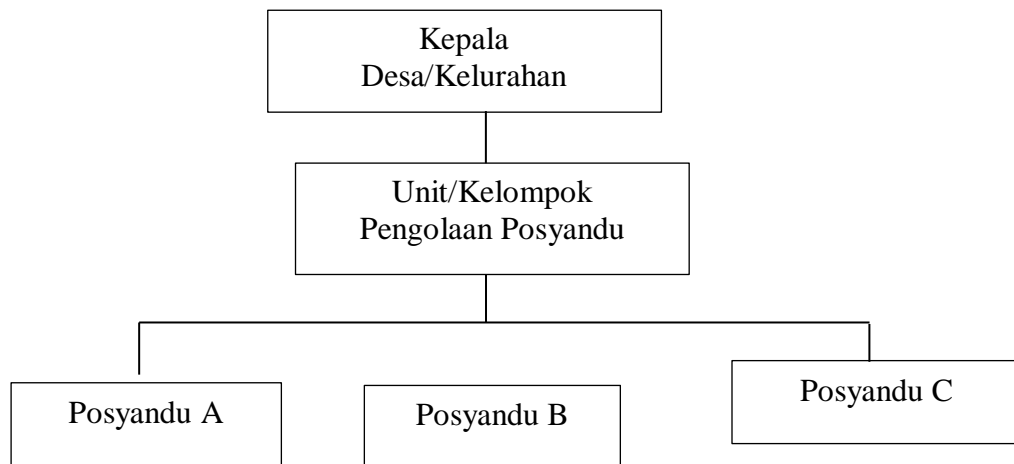 Kepala
Desa/Kelurahan
Unit/Kelompok
Pengolaan Posyandu
Posyandu A
Posyandu B
Posyandu C